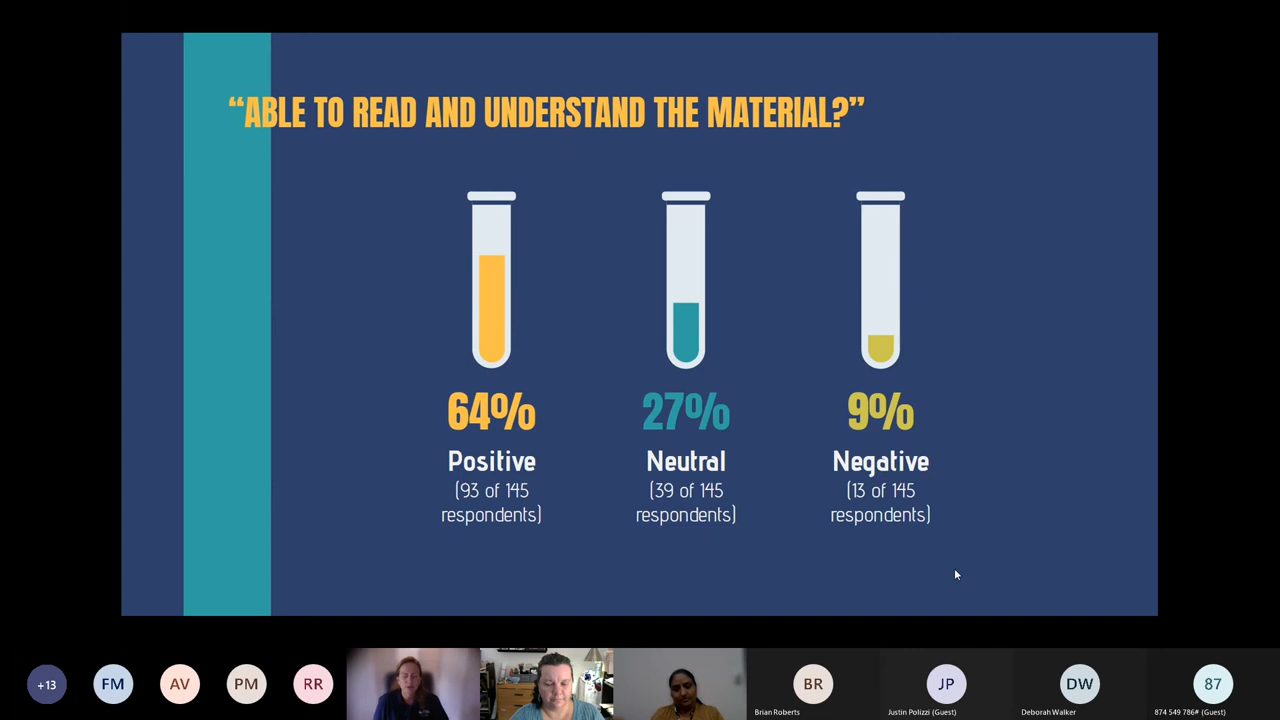 “ABLE TO READ AND UNDERSTAND THE MATERIAL?”
64%
Positive
(93 of 145
respondents)
27%
Neutral
(39 of 145
respondents)
9%
Negative
(13 of 145
respondents)
+13
FM
AV
PM
RR
BR
Brian Roberts
JP
Justin Polizzi (Guest)
DW
Deborah Walker
87
874 549 786# (Guest)